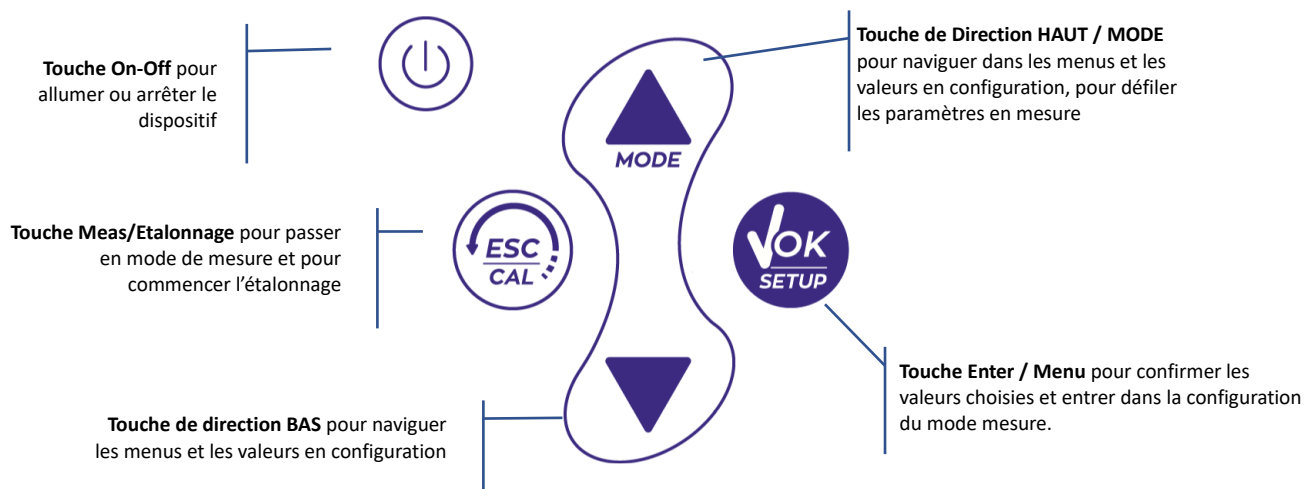 Touche On-Off pour
allumer ou arrêter le
dispositif
Touche de Direction HAUT / MODE
pour naviguer dans les menus et les
valeurs en configuration, pour défiler
les paramètres en mesure
MODE
Touche Meas/Etalonnage pour passer
en mode de mesure et pour
commencer l’étalonnage
ESC
CAL
OK
SETUP
Touche de direction BAS pour naviguer
les menus et les valeurs en configuration
Touche Enter / Menu pour confirmer les
valeurs choisies et entrer dans la configuration
du mode mesure.